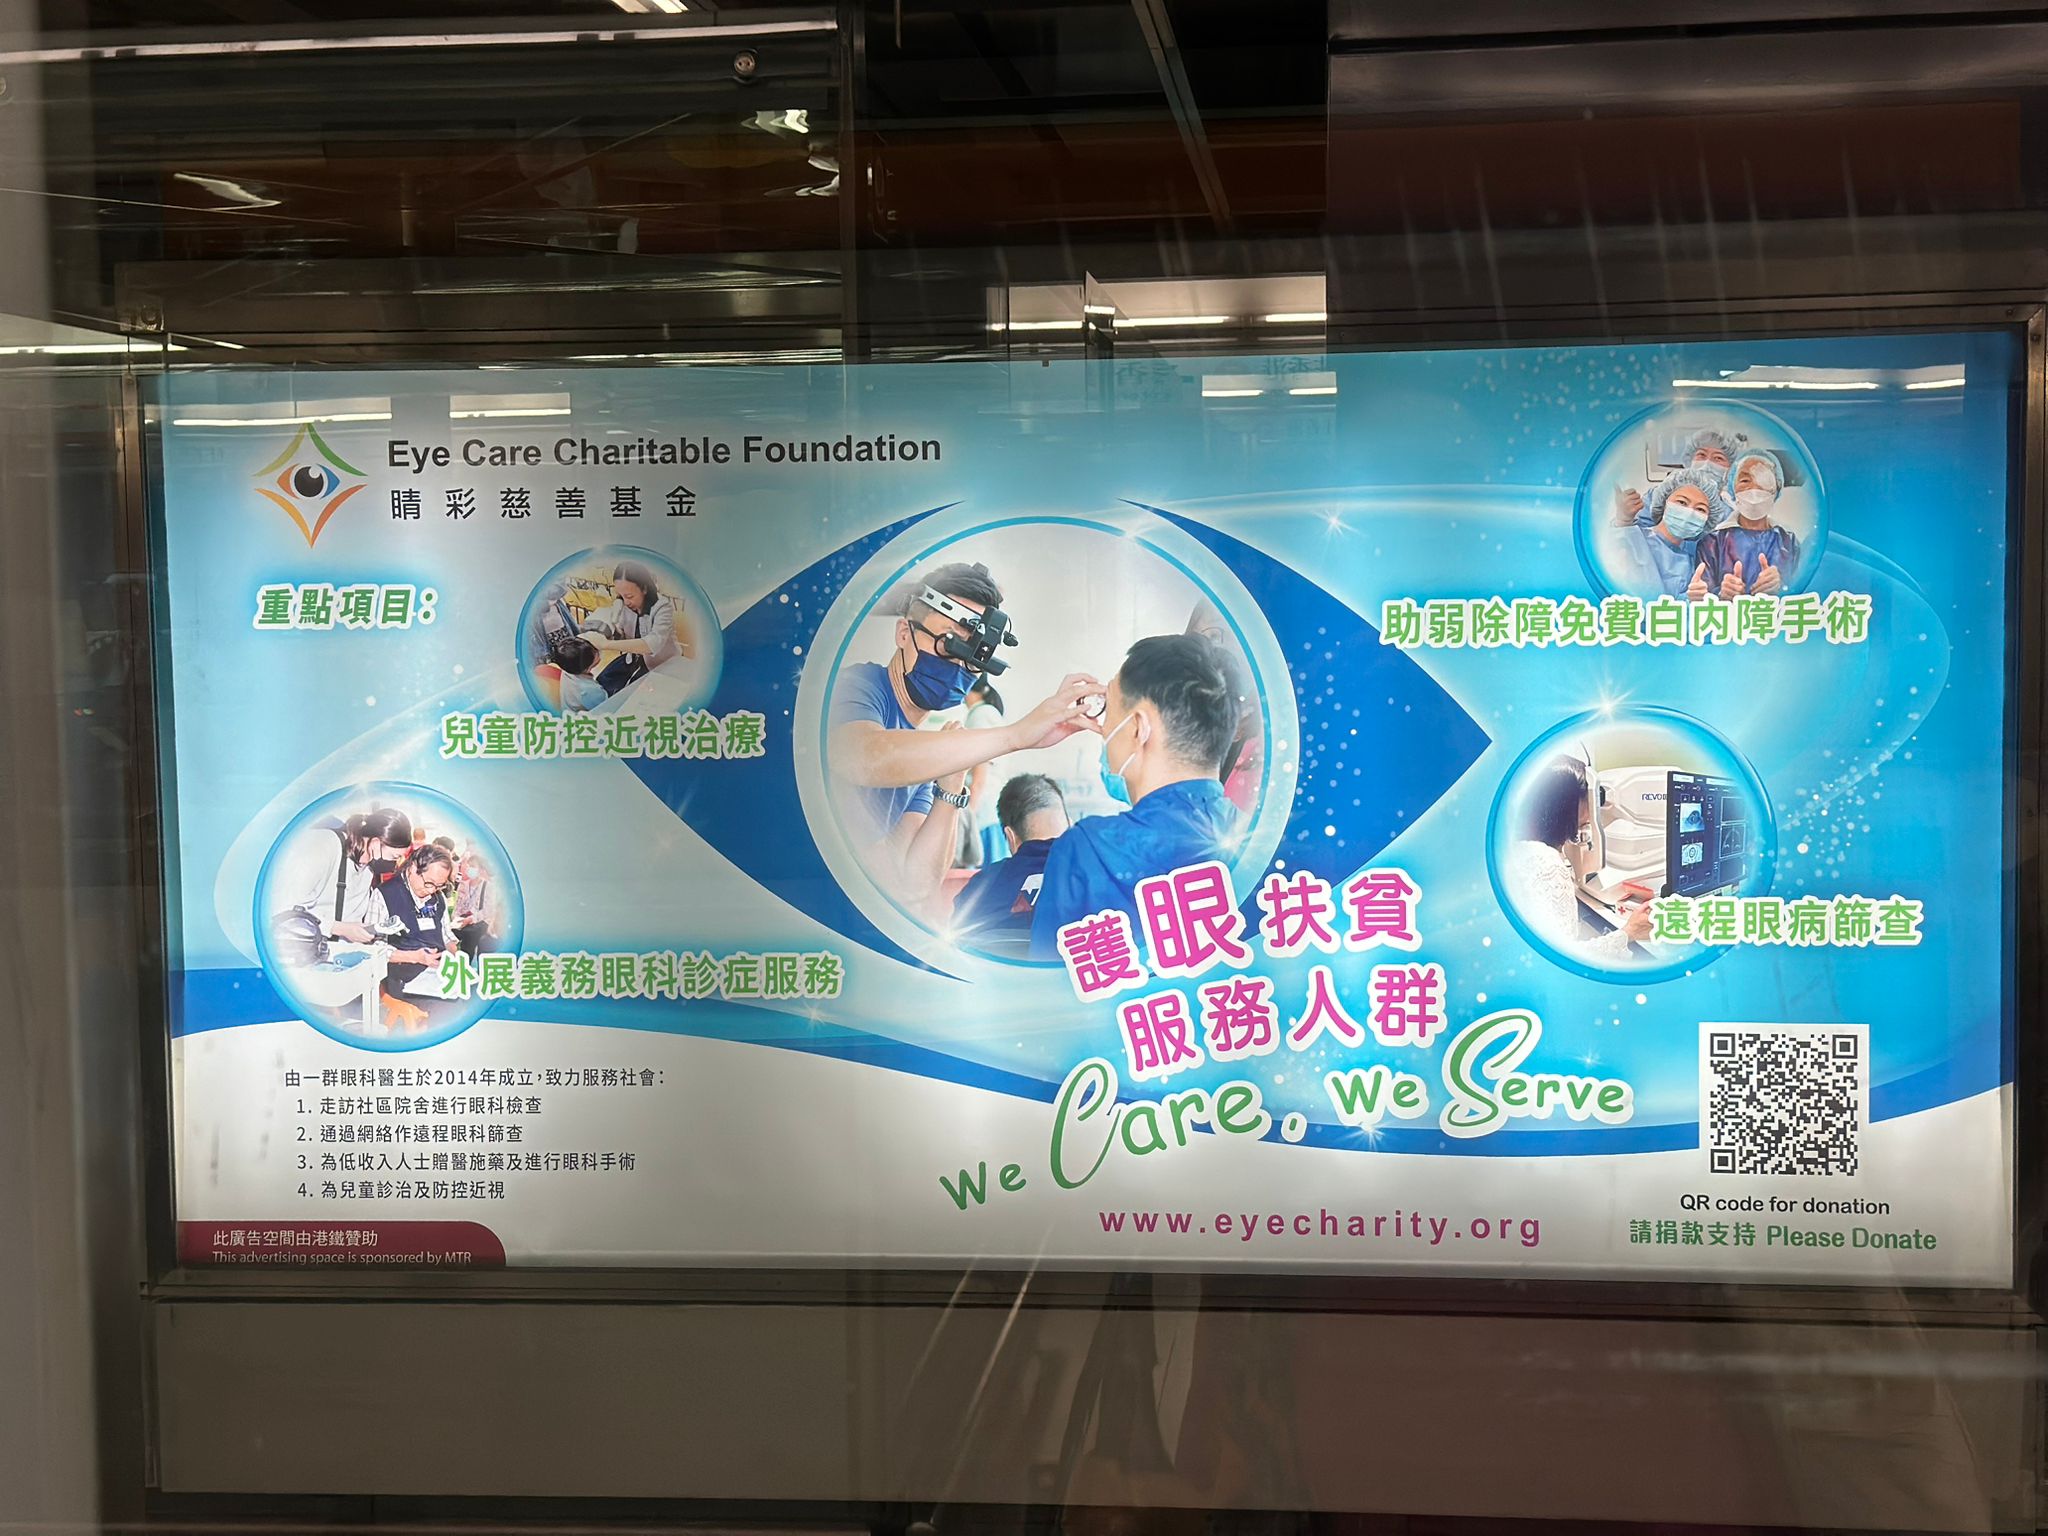 Eye Care Charitable Foundation
睛彩慈善基金
重點項目：
兒童防控近視治療
外展義務眼科診症服務
助弱除障免費白內障手術
遠程眼病篩查
護眼扶貧
服務人群
We Care, We Serve
由一群眼科醫生於2014年成立，致力服務社會：
1. 走訪社區院舍進行眼科檢查
2. 通過網絡作遠程眼科篩查
3. 為低收入人士贈醫施藥及進行眼科手術
4. 為兒童診治及防控近視
www.eyecharity.org
QR code for donation
請捐款支持 Please Donate
此廣告空間由港鐵贊助
This advertising space is sponsored by MTR